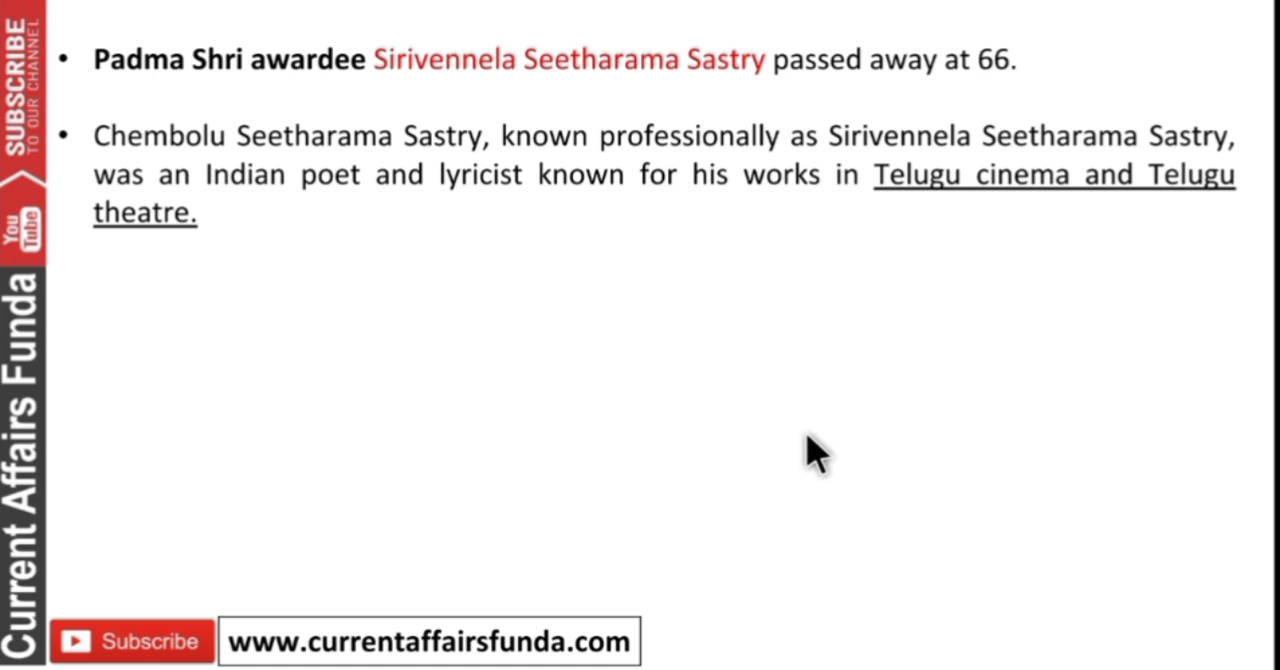 • Padma Shri awardee Sirivennela Seetharama Sastry passed away at 66.
• Chembolu Seetharama Sastry, known professionally as Sirivennela Seetharama Sastry,
was an Indian poet and lyricist known for his works in Telugu cinema and Telugu
theatre.
SUBSCRIBE
TO OUR CHANNEL
You
Tube
Current Affairs Funda
Subscribe
www.currentaffairsfunda.com